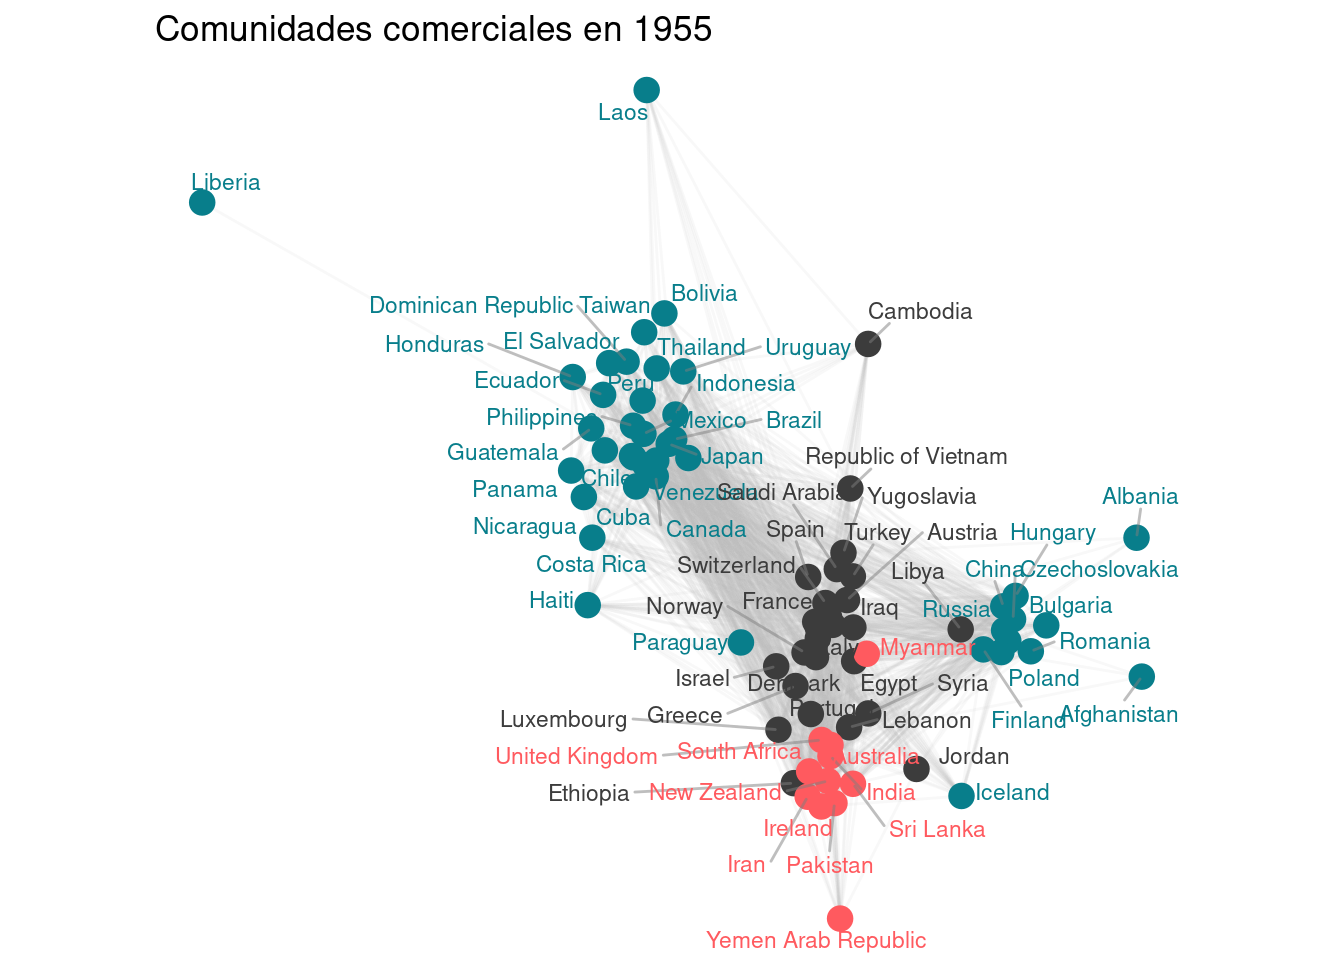 Comunidades comerciales en 1955
Laos
Liberia
Bolivia
Dominican Republic
Taiwan
Cambodia
Honduras
El Salvador
Thailand
Uruguay
Ecuador
Peru
Indonesia
Philippines
Mexico
Brazil
Guatemala
Japan
Republic of Vietnam
Chile
Panama
Venezuela
Saudi Arabia
Yugoslavia
Albania
Nicaragua
Cuba
Canada
Spain
Turkey
Austria
Hungary
Costa Rica
Switzerland
Libya
China
Czechoslovakia
Haiti
Norway
France
Iraq
Russia
Bulgaria
Paraguay
Italy
Myanmar
Romania
Israel
Denmark
Egypt
Syria
Poland
Luxembourg
Greece
Portugal
Lebanon
Finland
Afghanistan
United Kingdom
South Africa
Australia
Jordan
Ethiopia
New Zealand
India
Iceland
Ireland
Sri Lanka
Iran
Pakistan
Yemen Arab Republic